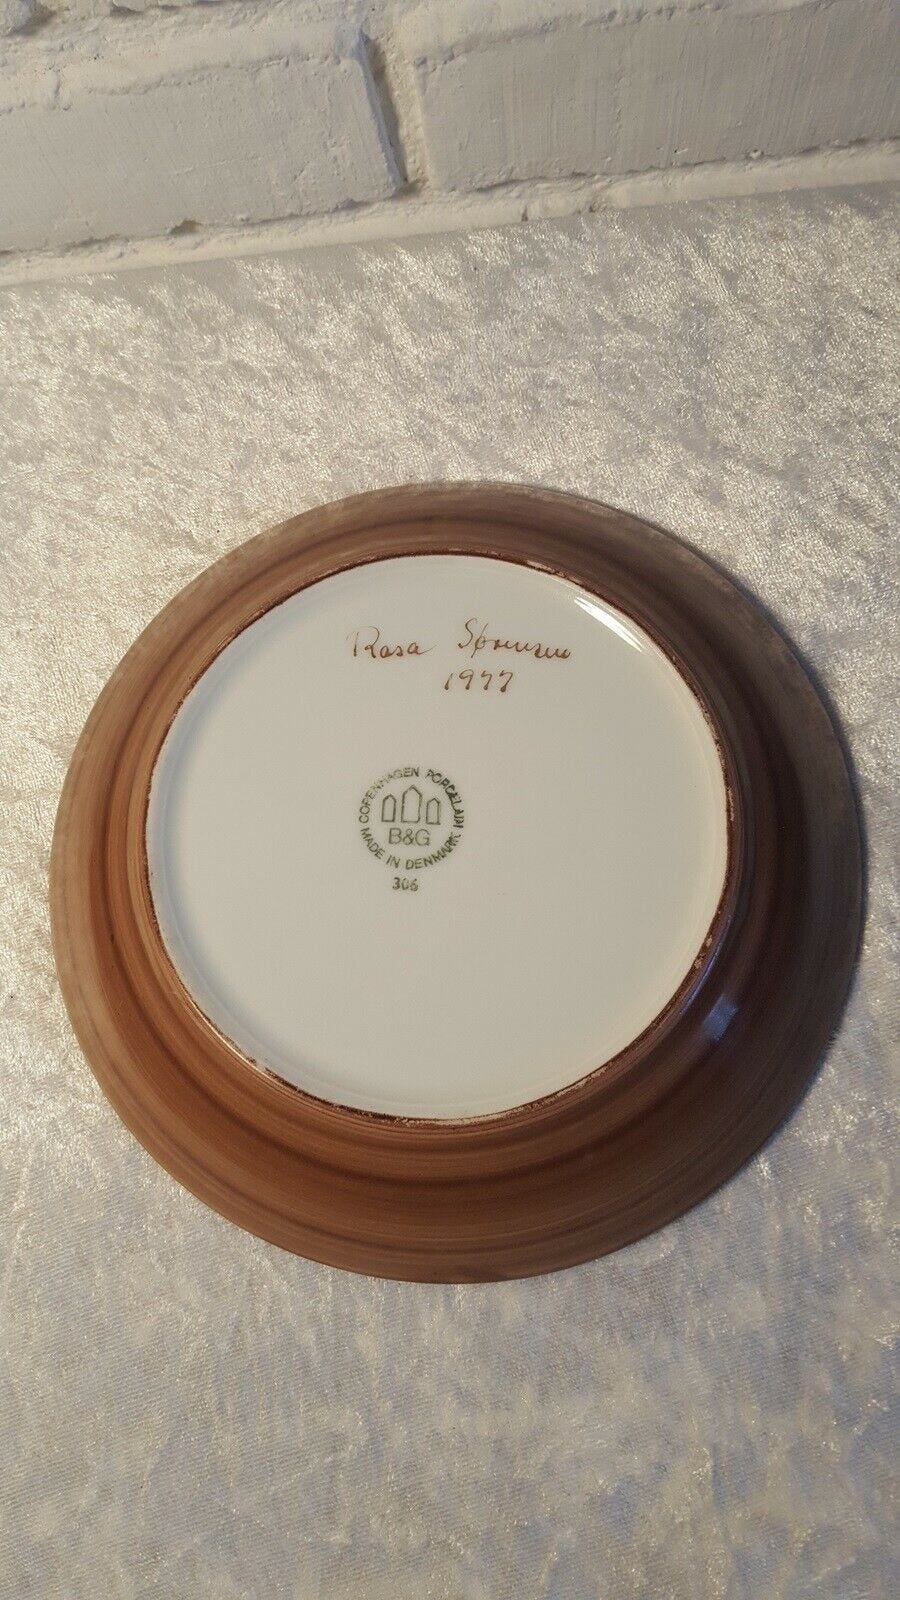 Rosa
1977
COPENHAGEN PORCELAIN
B&G
MADE IN DENMARK
306